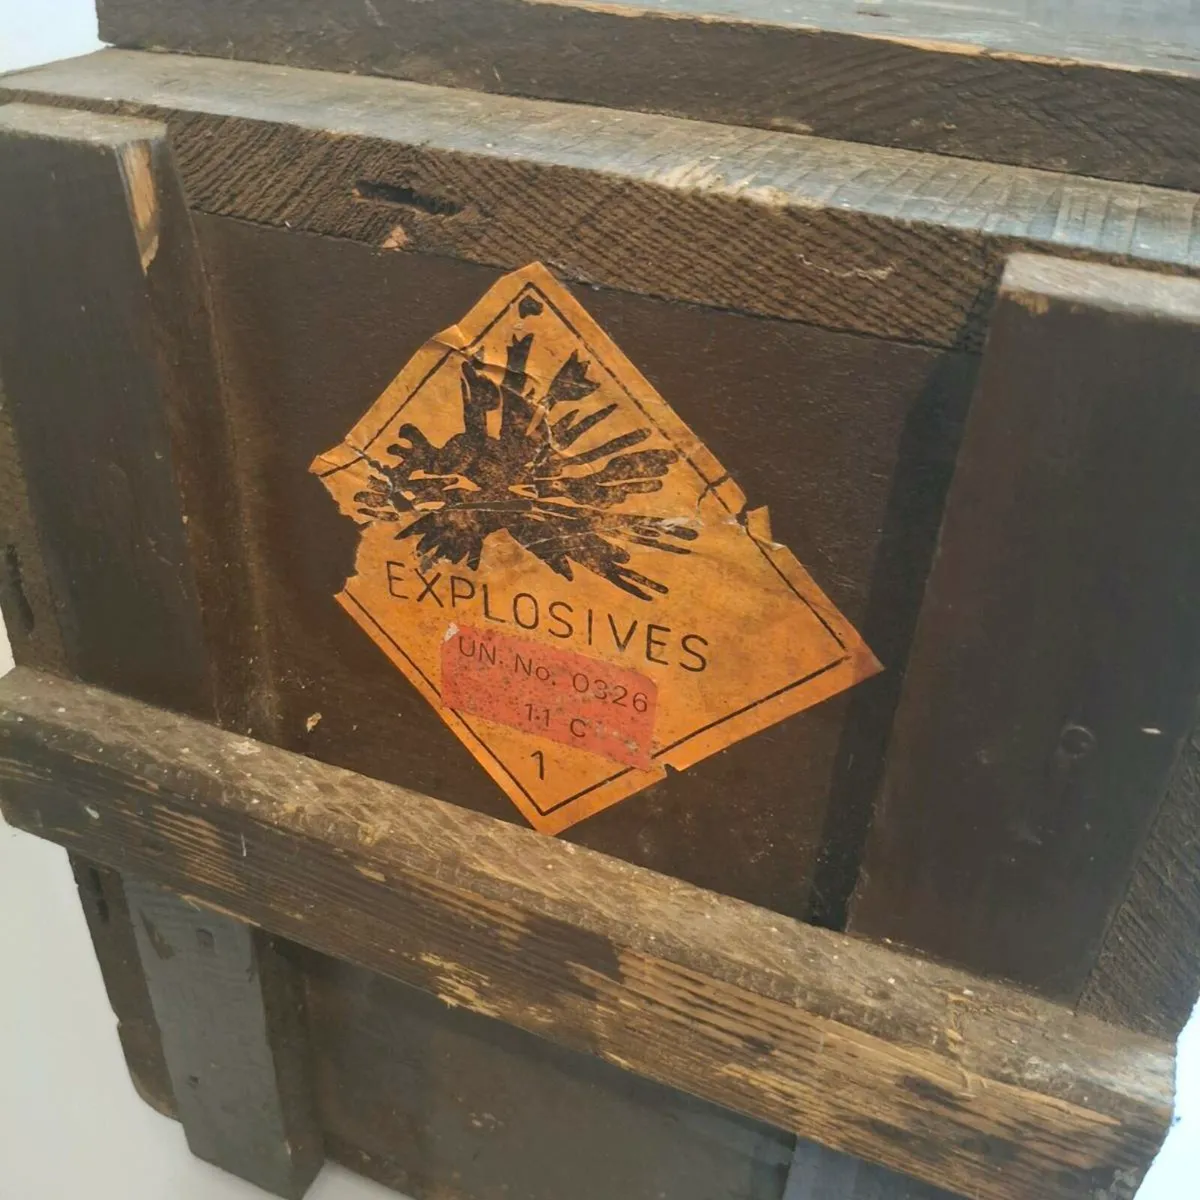 EXPLOSIVES
UN. No. 0326
1.1 C
1